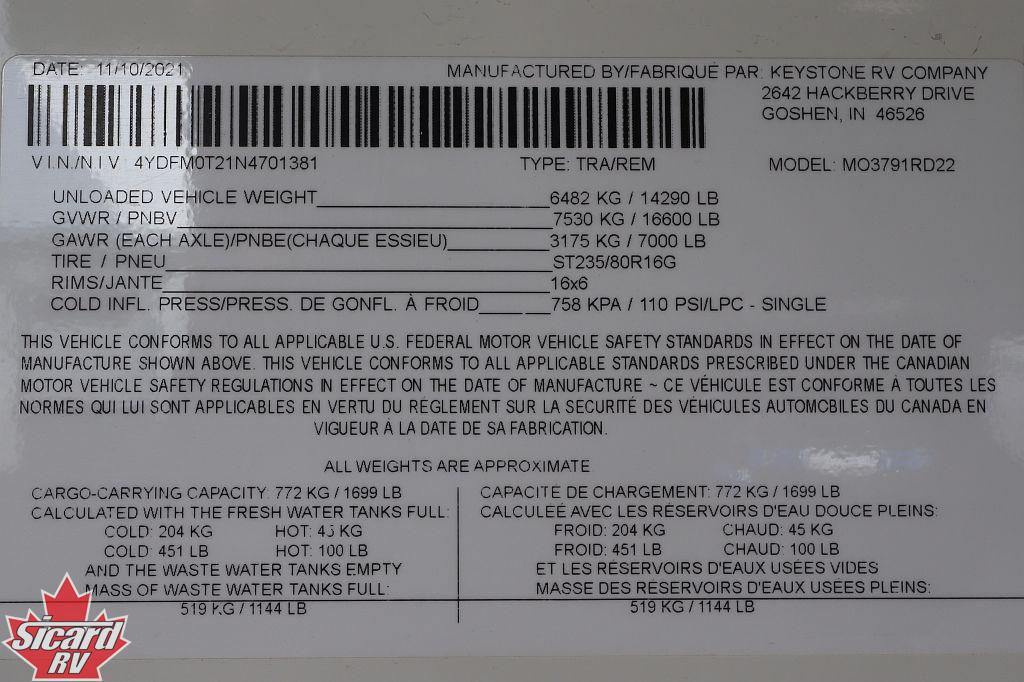 DATE: 11/10/2021
MANUFACTURED BY/FABRIQUÉ PAR: KEYSTONE RV COMPANY
2642 HACKBERRY DRIVE
GOSHEN, IN 46526
V.I.N./N I V 4YDFM0T21N4701381 TYPE: TRA/REM MODEL: MO3791RD22
UNLOADED VEHICLE WEIGHT 6482 KG / 14290 LB
GVWR / PNBV 7530 KG / 16600 LB
GAWR (EACH AXLE)/PNBE(CHAQUE ESSIEU) 3175 KG / 7000 LB
TIRE / PNEU ST235/80R16G
RIMS/JANTE 16x6
COLD INFL. PRESS/PRESS. DE GONFL. À FROID 758 KPA / 110 PSI/LPC - SINGLE
THIS VEHICLE CONFORMS TO ALL APPLICABLE U.S. FEDERAL MOTOR VEHICLE SAFETY STANDARDS IN EFFECT ON THE DATE OF
MANUFACTURE SHOWN ABOVE. THIS VEHICLE CONFORMS TO ALL APPLICABLE STANDARDS PRESCRIBED UNDER THE CANADIAN
MOTOR VEHICLE SAFETY REGULATIONS IN EFFECT ON THE DATE OF MANUFACTURE ~ CE VÉHICULE EST CONFORME À TOUTES LES
NORMES QUI LUI SONT APPLICABLES EN VERTU DU RÉGLEMENT SUR LA SECURITÉ DES VÉHICULES AUTOMOBILES DU CANADA EN
VIGUEUR À LA DATE DE SA FABRICATION.
ALL WEIGHTS ARE APPROXIMATE
CARGO-CARRYING CAPACITY: 772 KG / 1699 LB
CALCULATED WITH THE FRESH WATER TANKS FULL:
COLD: 204 KG HOT: 45 KG
COLD: 451 LB HOT: 100 LB
AND THE WASTE WATER TANKS EMPTY
MASS OF WASTE WATER TANKS FULL:
519 KG / 1144 LB
CAPACITÉ DE CHARGEMENT: 772 KG / 1699 LB
CALCULEÉ AVEC LES RÉSERVOIRS D'EAU DOUCE PLEINS:
FROID: 204 KG CHAUD: 45 KG
FROID: 451 LB CHAUD: 100 LB
ET LES RÉSERVOIRS D'EAUX USÉES VIDES
MASSE DES RÉSERVOIRS D'EAUX USÉES PLEINS:
519 KG / 1144 LB
Sicard
RV